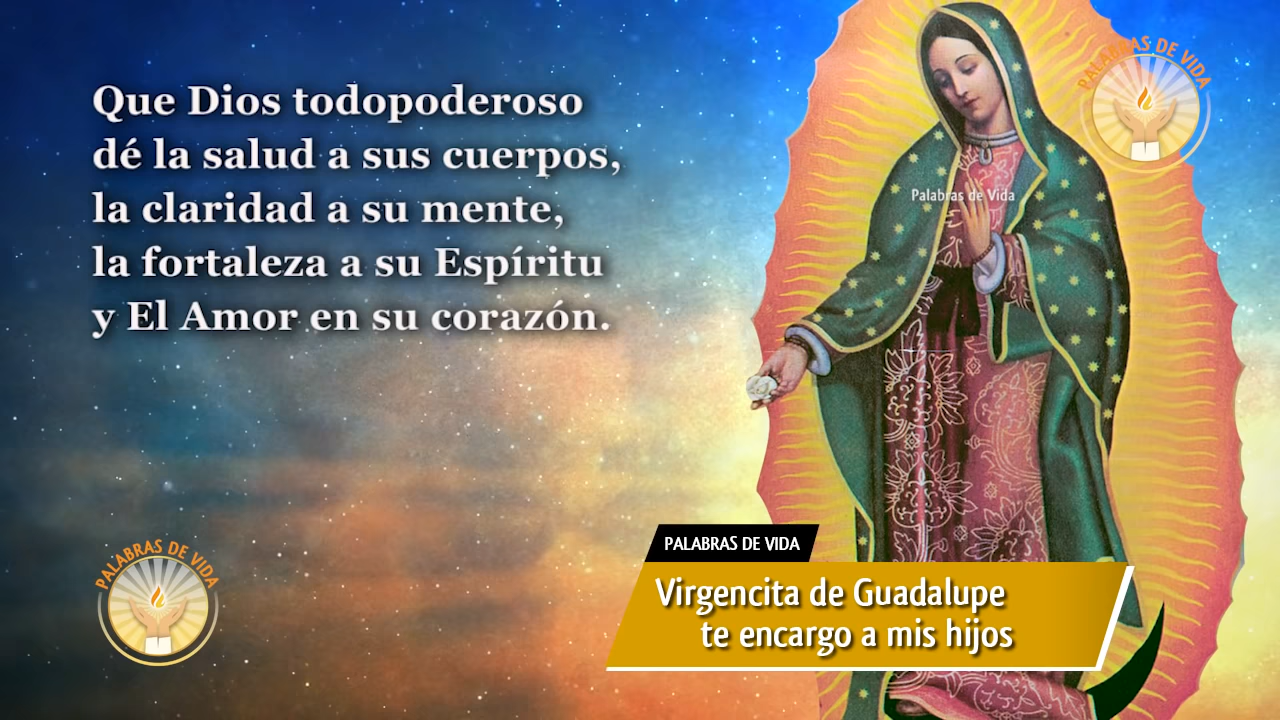 Que Dios todopoderoso
dé la salud a sus cuerpos,
la claridad a su mente,
la fortaleza a su Espíritu
y El Amor en su corazón.
PALABRAS DE VIDA
Palabras de Vida
PALABRAS DE VIDA
PALABRAS DE VIDA
Virgencita de Guadalupe
te encargo a mis hijos